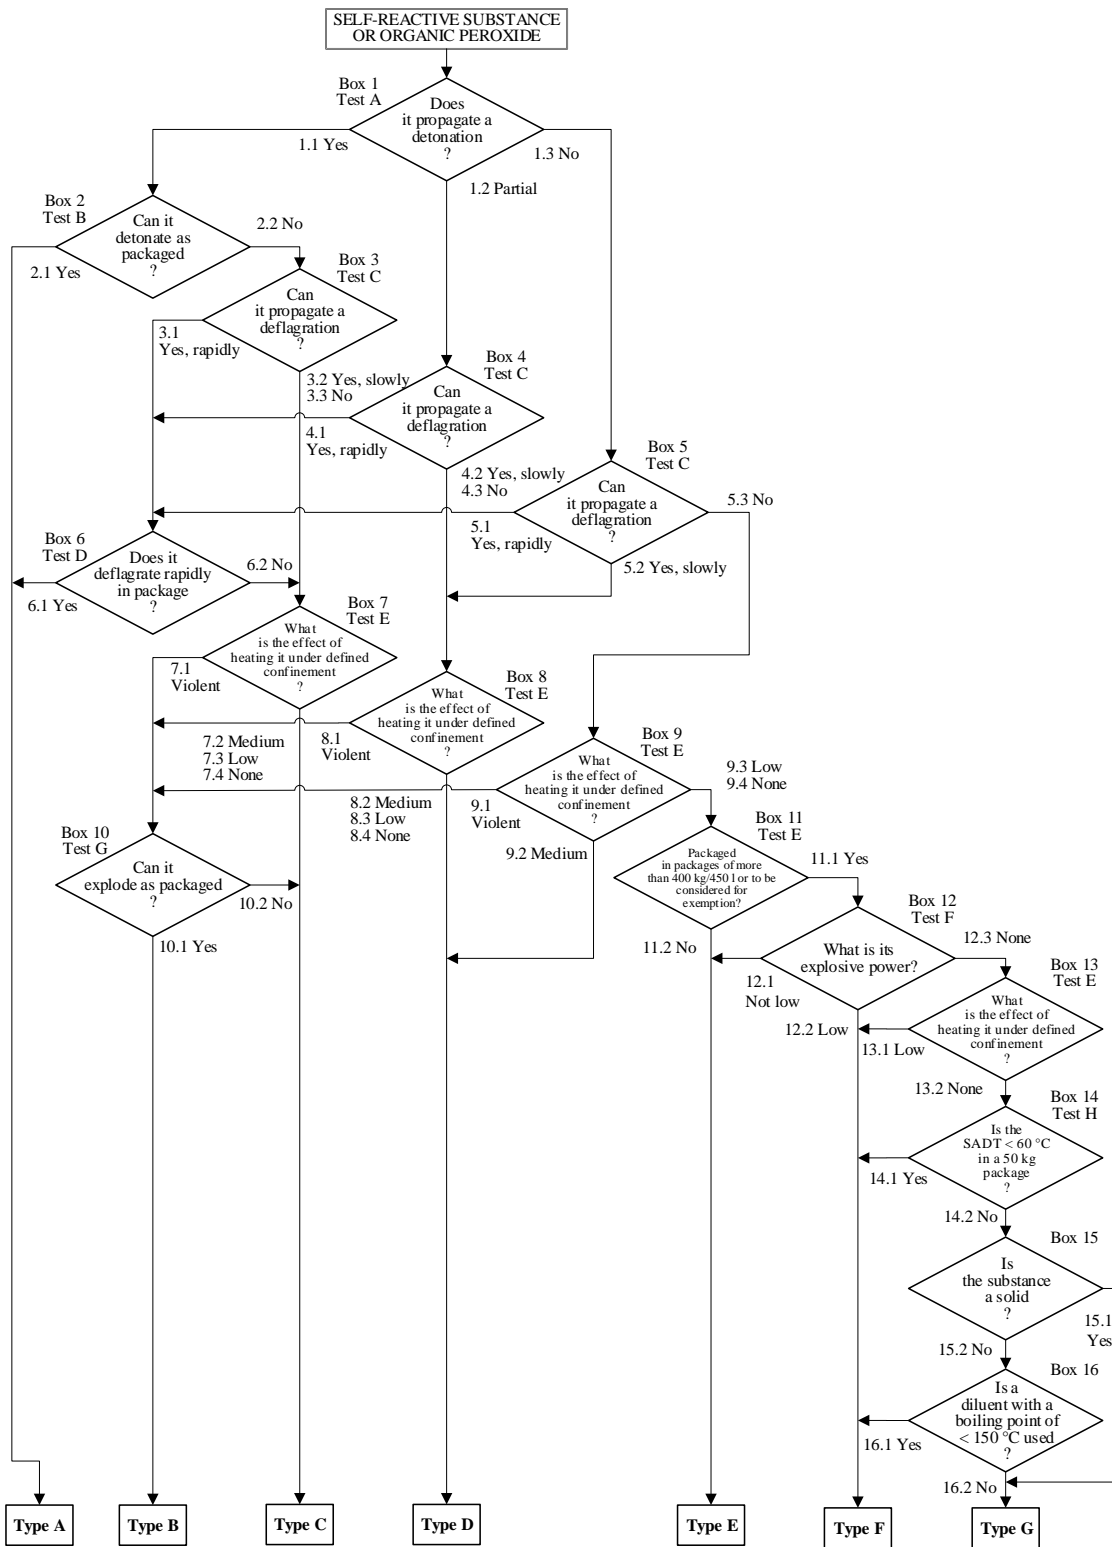 SELF-REACTIVE SUBSTANCE
OR ORGANIC PEROXIDE
Box 1
Test A
Does
it propagate a
detonation
?
1.1 Yes
1.3 No
1.2 Partial
Box 2
Test B
Can it
detonate as
packaged
?
2.2 No
2.1 Yes
Box 3
Test C
Can
it propagate a
deflagration
?
3.1
Yes, rapidly
3.2 Yes, slowly
3.3 No
Box 4
Test C
Can
it propagate a
deflagration
?
4.1
Yes, rapidly
4.2 Yes, slowly
4.3 No
Box 5
Test C
Can
it propagate a
deflagration
?
5.3 No
5.1
Yes, rapidly
5.2 Yes, slowly
Box 6
Test D
Does it
deflagrate rapidly
in package
?
6.2 No
6.1 Yes
Box 7
Test E
What
is the effect of
heating it under defined
confinement
?
7.1
Violent
7.2 Medium
7.3 Low
7.4 None
Box 8
Test E
What
is the effect of
heating it under defined
confinement
?
8.1
Violent
8.2 Medium
8.3 Low
8.4 None
Box 9
Test E
What
is the effect of
heating it under defined
confinement
?
9.3 Low
9.4 None
9.1
Violent
9.2 Medium
Box 10
Test G
Can it
explode as packaged
?
10.2 No
10.1 Yes
Box 11
Test E
Packaged
in packages of more
than 400 kg/450 l or to be
considered for
exemption?
11.1 Yes
11.2 No
Box 12
Test F
What is its
explosive power?
12.3 None
12.1
Not low
12.2 Low
Box 13
Test E
What
is the effect of
heating it under defined
confinement
?
13.1 Low
13.2 None
Box 14
Test H
Is the
SADT < 60 °C
in a 50 kg
package
?
14.1 Yes
14.2 No
Box 15
Is
the substance
a solid
?
15.1
Yes
15.2 No
Box 16
Is a
diluent with a
boiling point of
< 150 °C used
?
16.1 Yes
16.2 No
Type A
Type B
Type C
Type D
Type E
Type F
Type G